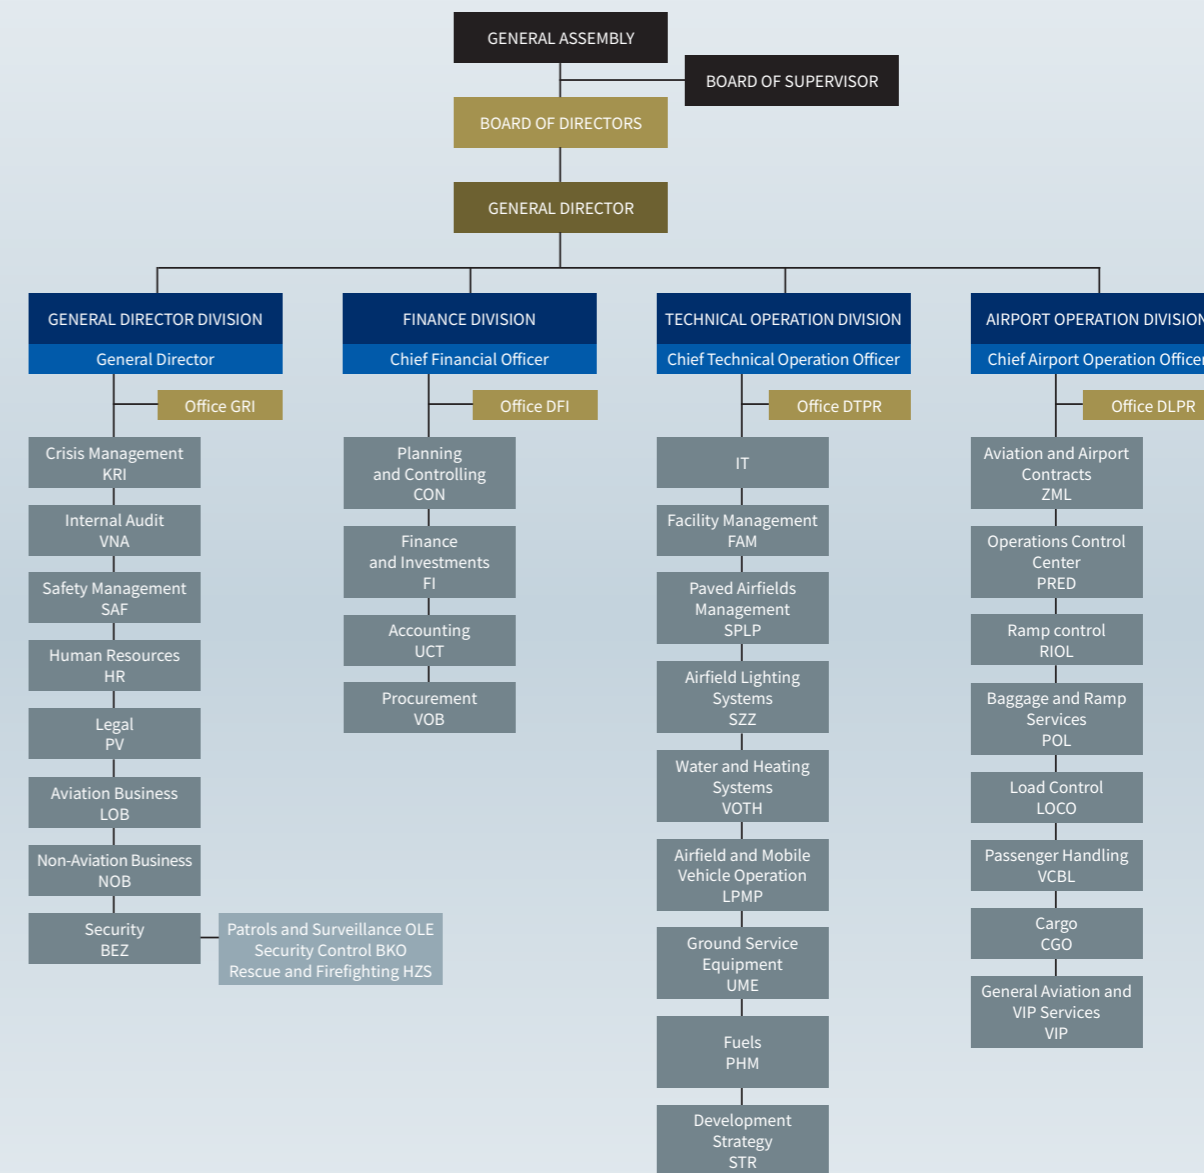 GENERAL ASSEMBLY
BOARD OF SUPERVISOR
BOARD OF DIRECTORS
GENERAL DIRECTOR
GENERAL DIRECTOR DIVISION
General Director
Office GRI
Crisis Management
KRI
Internal Audit
VNA
Safety Management
SAF
Human Resources
HR
Legal
PV
Aviation Business
LOB
Non-Aviation Business
NOB
Security
BEZ
Patrols and Surveillance OLE
Security Control BKO
Rescue and Firefighting HZS
FINANCE DIVISION
Chief Financial Officer
Office DFI
Planning
and Controlling
CON
Finance
and Investments
FI
Accounting
UCT
Procurement
VOB
TECHNICAL OPERATION DIVISION
Chief Technical Operation Officer
Office DTPR
IT
Facility Management
FAM
Paved Airfields
Management
SPLP
Airfield Lighting
Systems
SZZ
Water and Heating
Systems
VOTH
Airfield and Mobile
Vehicle Operation
LPMP
Ground Service
Equipment
UME
Fuels
PHM
Development
Strategy
STR
AIRPORT OPERATION DIVISION
Chief Airport Operation Officer
Office DLPR
Aviation and Airport
Contracts
ZML
Operations Control
Center
PRED
Ramp control
RIOL
Baggage and Ramp
Services
POL
Load Control
LOCO
Passenger Handling
VCBL
Cargo
CGO
General Aviation and
VIP Services
VIP